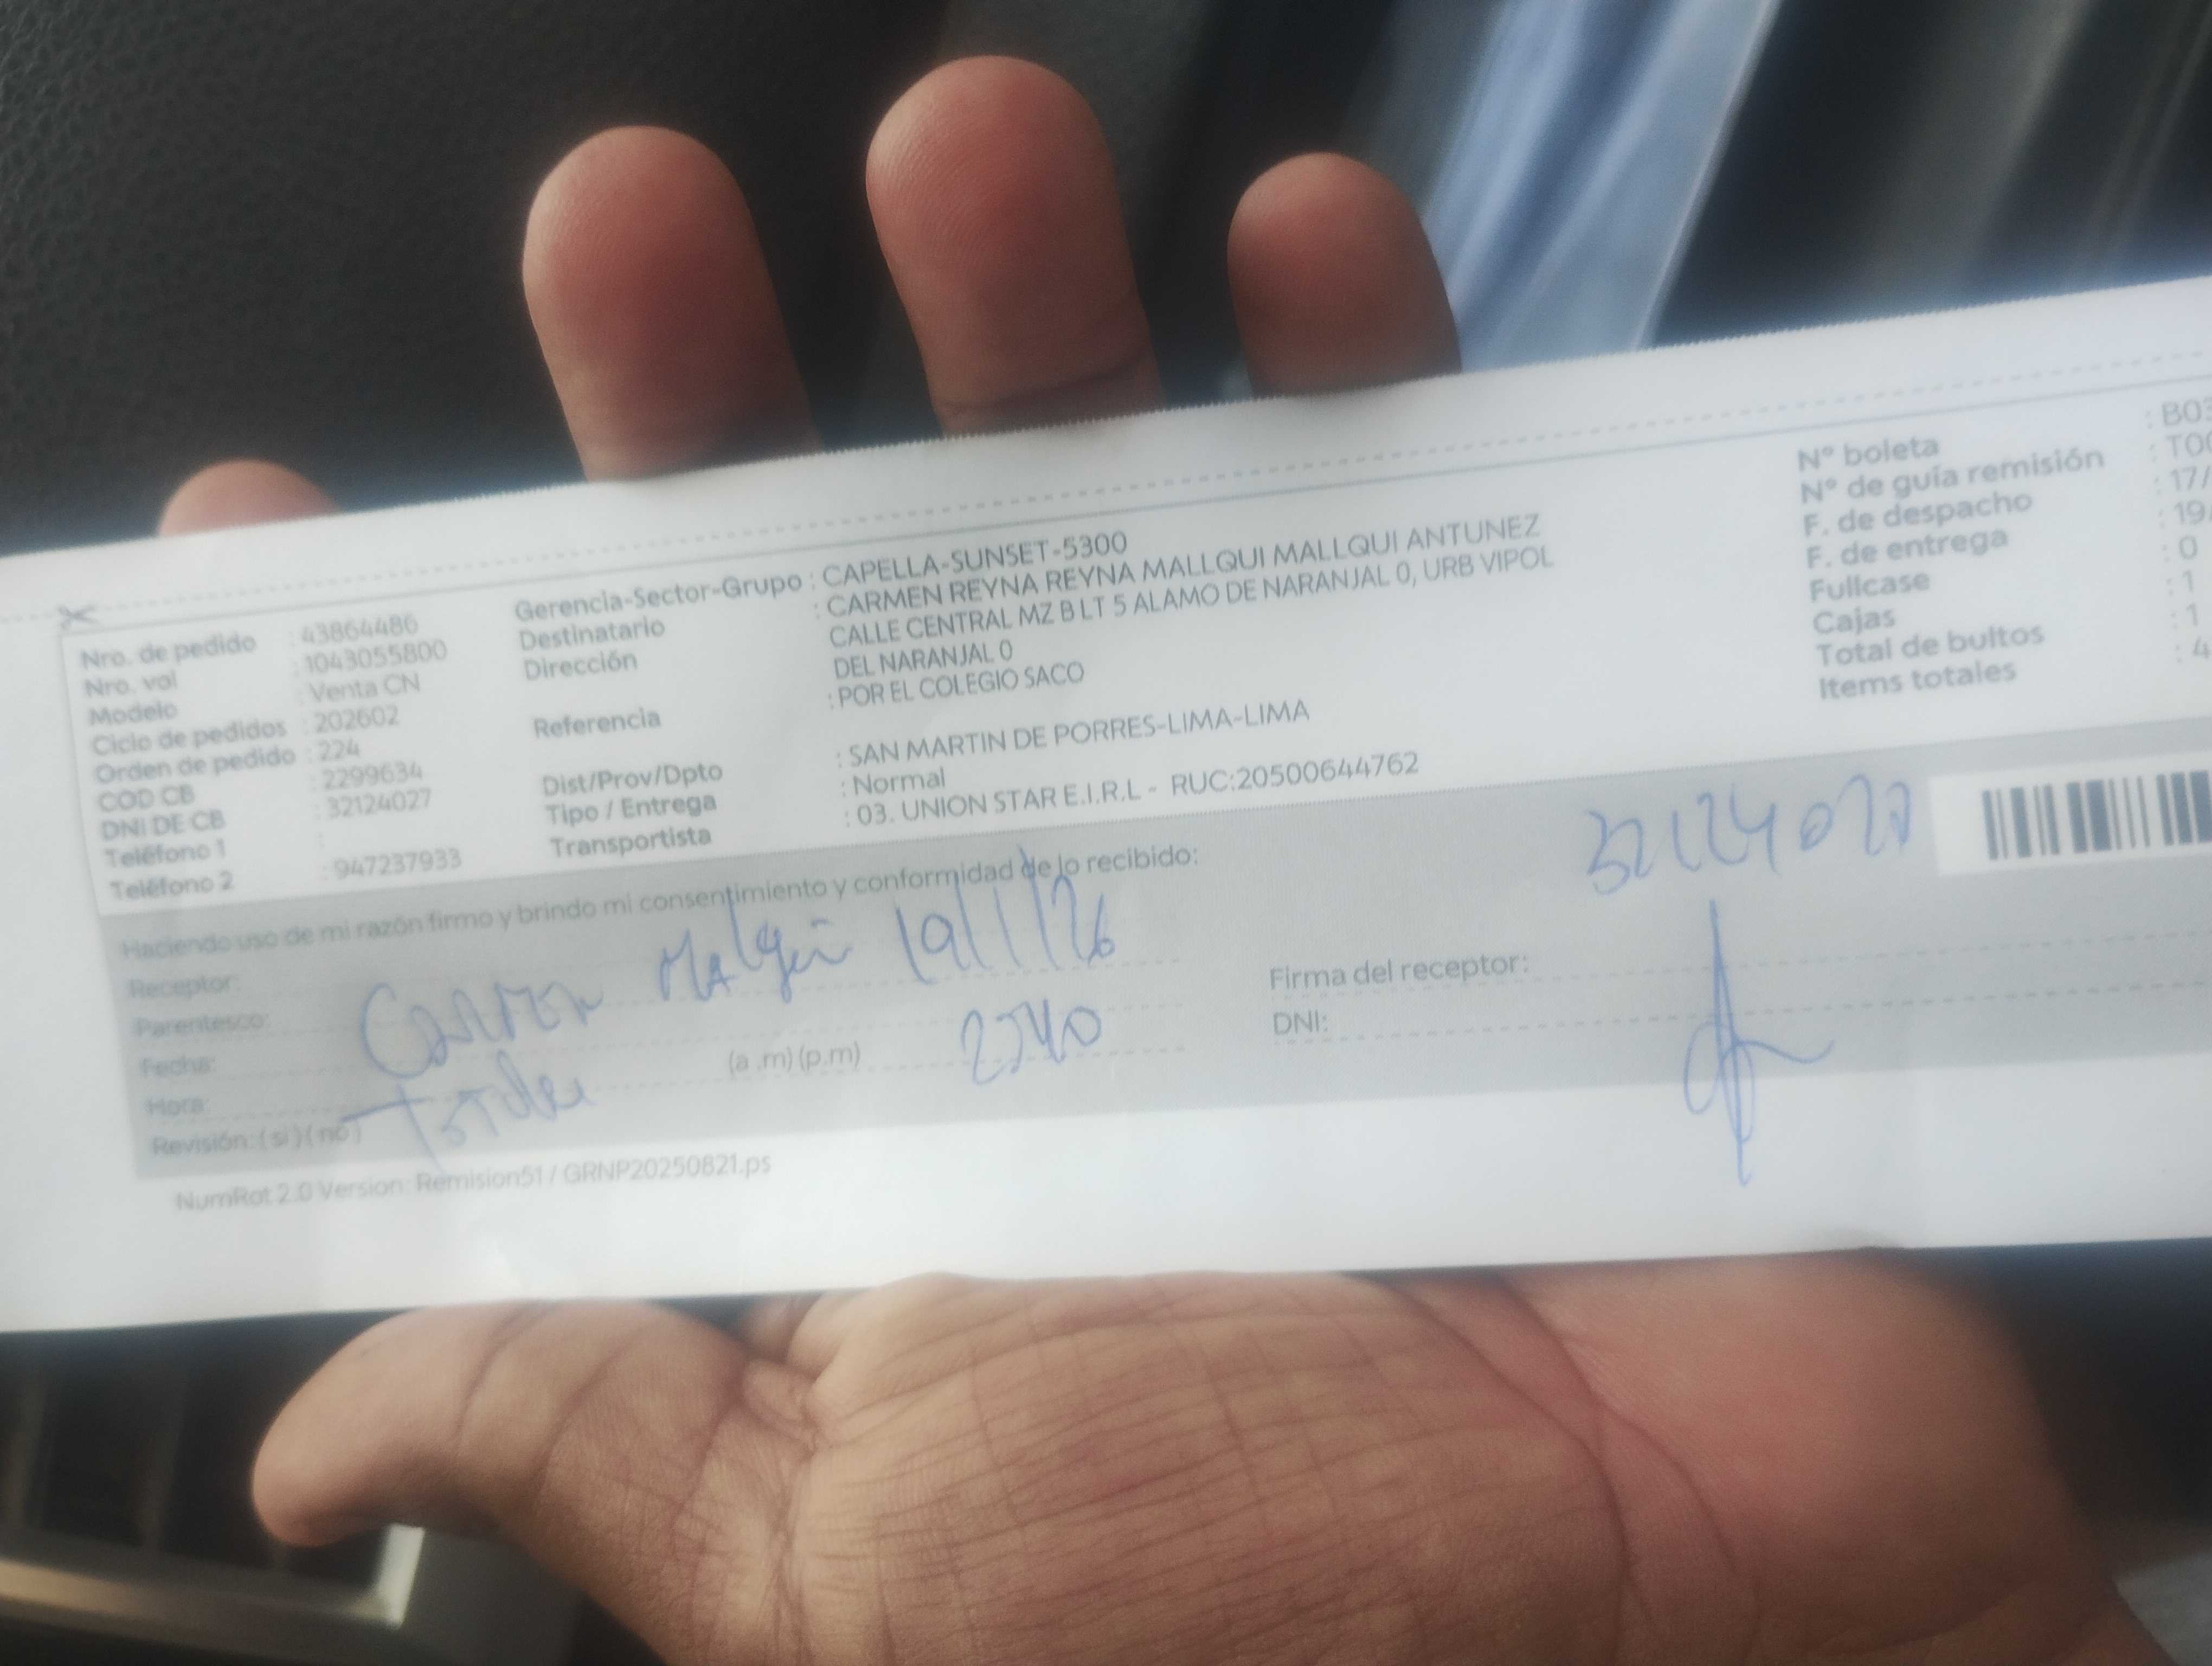 Nro. de pedido : 43864486
Nro. vol : 1043055800
Modelo : Venta CN
Ciclo de pedidos : 202602
Orden de pedido : 224
COD CB : 2299634
DNI DE CB : 32124027
Teléfono 1 :
Teléfono 2 : 947237933
Gerencia-Sector-Grupo : CAPELLA-SUNSET-5300
Destinatario : CARMEN REYNA REYNA MALLQUI MALLQUI ANTUNEZ
Dirección CALLE CENTRAL MZ B LT 5 ALAMO DE NARANJAL 0, URB VIPOL
DEL NARANJAL 0
Referencia : POR EL COLEGIO SACO
Dist/Prov/Dpto : SAN MARTIN DE PORRES-LIMA-LIMA
Tipo / Entrega : Normal
Transportista : 03. UNION STAR E.I.R.L - RUC:20500644762
N° boleta : B03
N° de guía remisión : T00
F. de despacho : 17/
F. de entrega : 19
Fullcase : 0
Cajas : 1
Total de bultos : 1
Items totales : 4
Haciendo uso de mi razón firmo y brindo mi consentimiento y conformidad de lo recibido:
32124027
Receptor:
Parentesco:
Carmen Malqui 19/1/26
Fecha:
Hora: (a .m) (p.m)
Revisión: ( si ) ( no )
Titular
Firma del receptor:
DNI:
NumRot 2.0 Version: Remision51 / GRNP20250821.ps